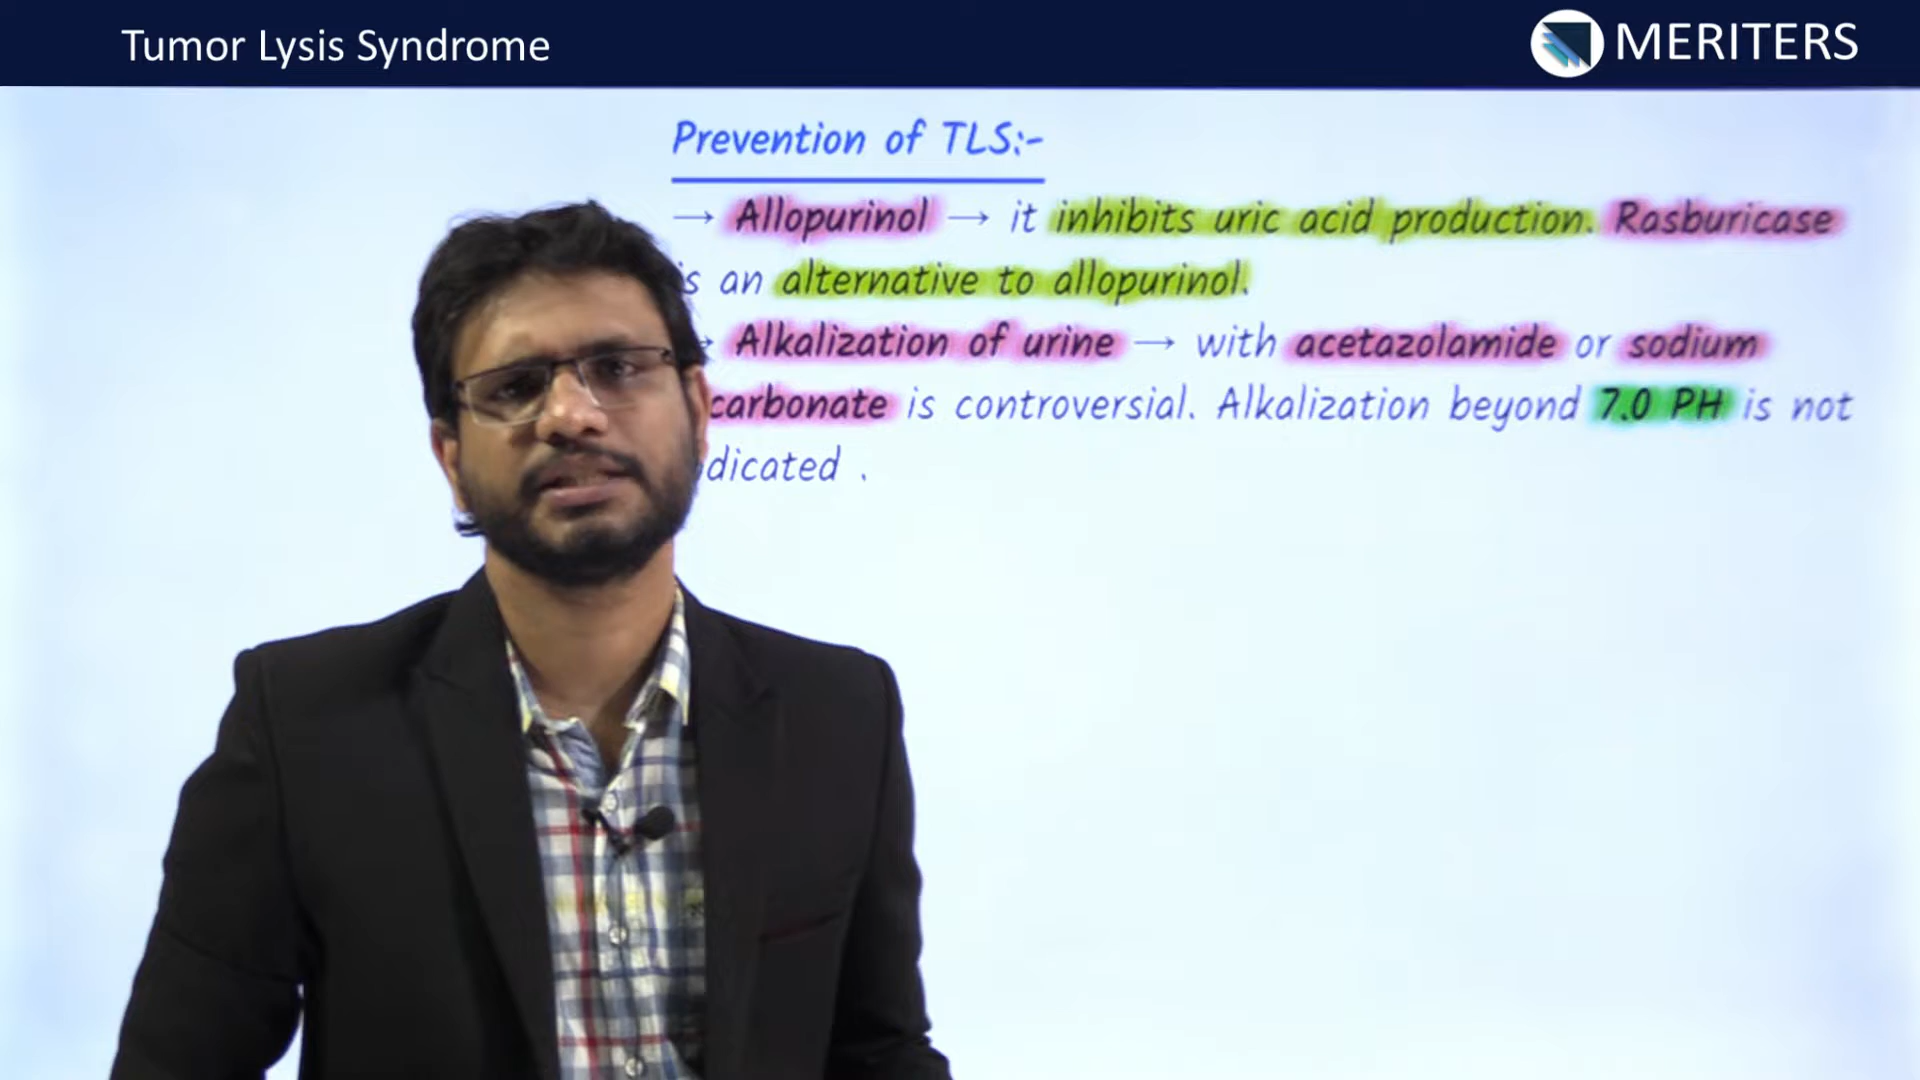 Tumor Lysis Syndrome
MERITERS
Prevention of TLS:-
→ Allopurinol → it inhibits uric acid production. Rasburicase
is an alternative to allopurinol.
Alkalization of urine → with acetazolamide or sodium
carbonate is controversial. Alkalization beyond 7.0 PH is not
dicated .